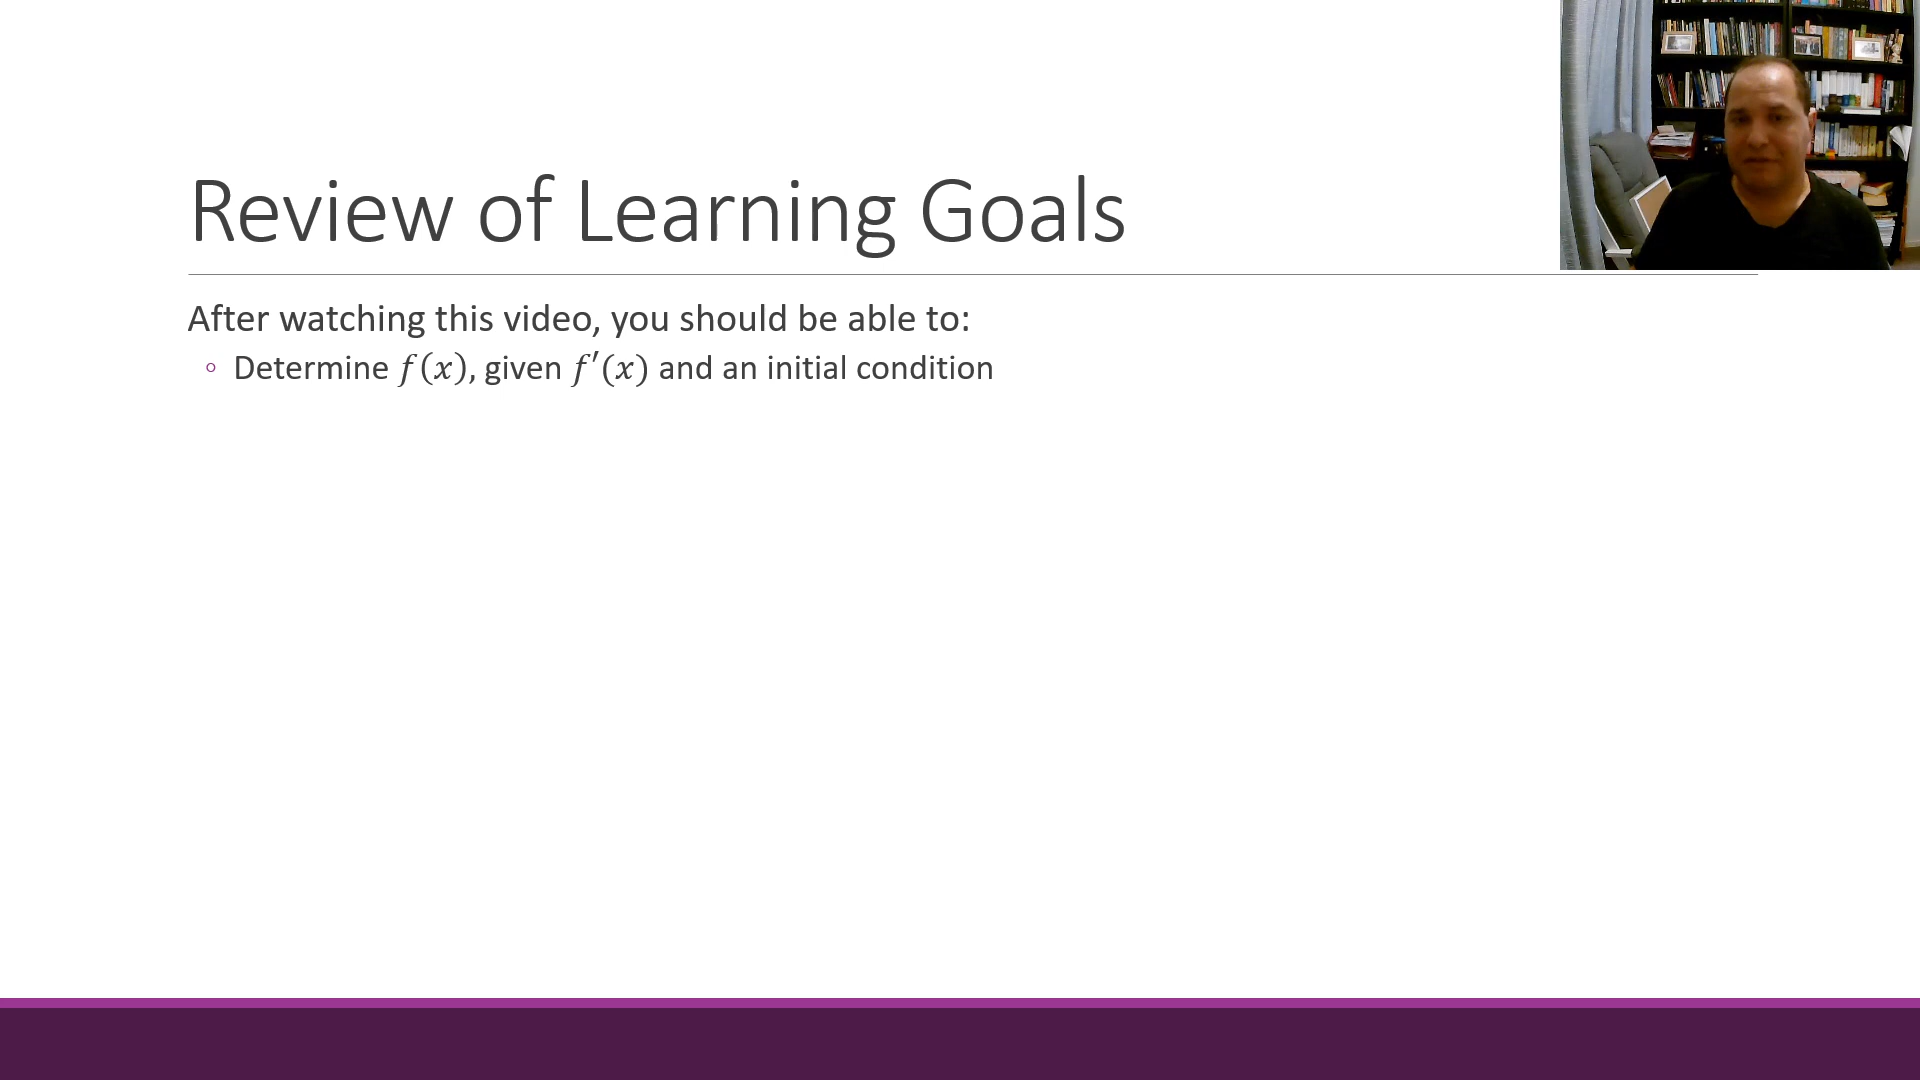 Review of Learning Goals
After watching this video, you should be able to:
◦ Determine 𝑓(𝑥), given 𝑓′(𝑥) and an initial condition